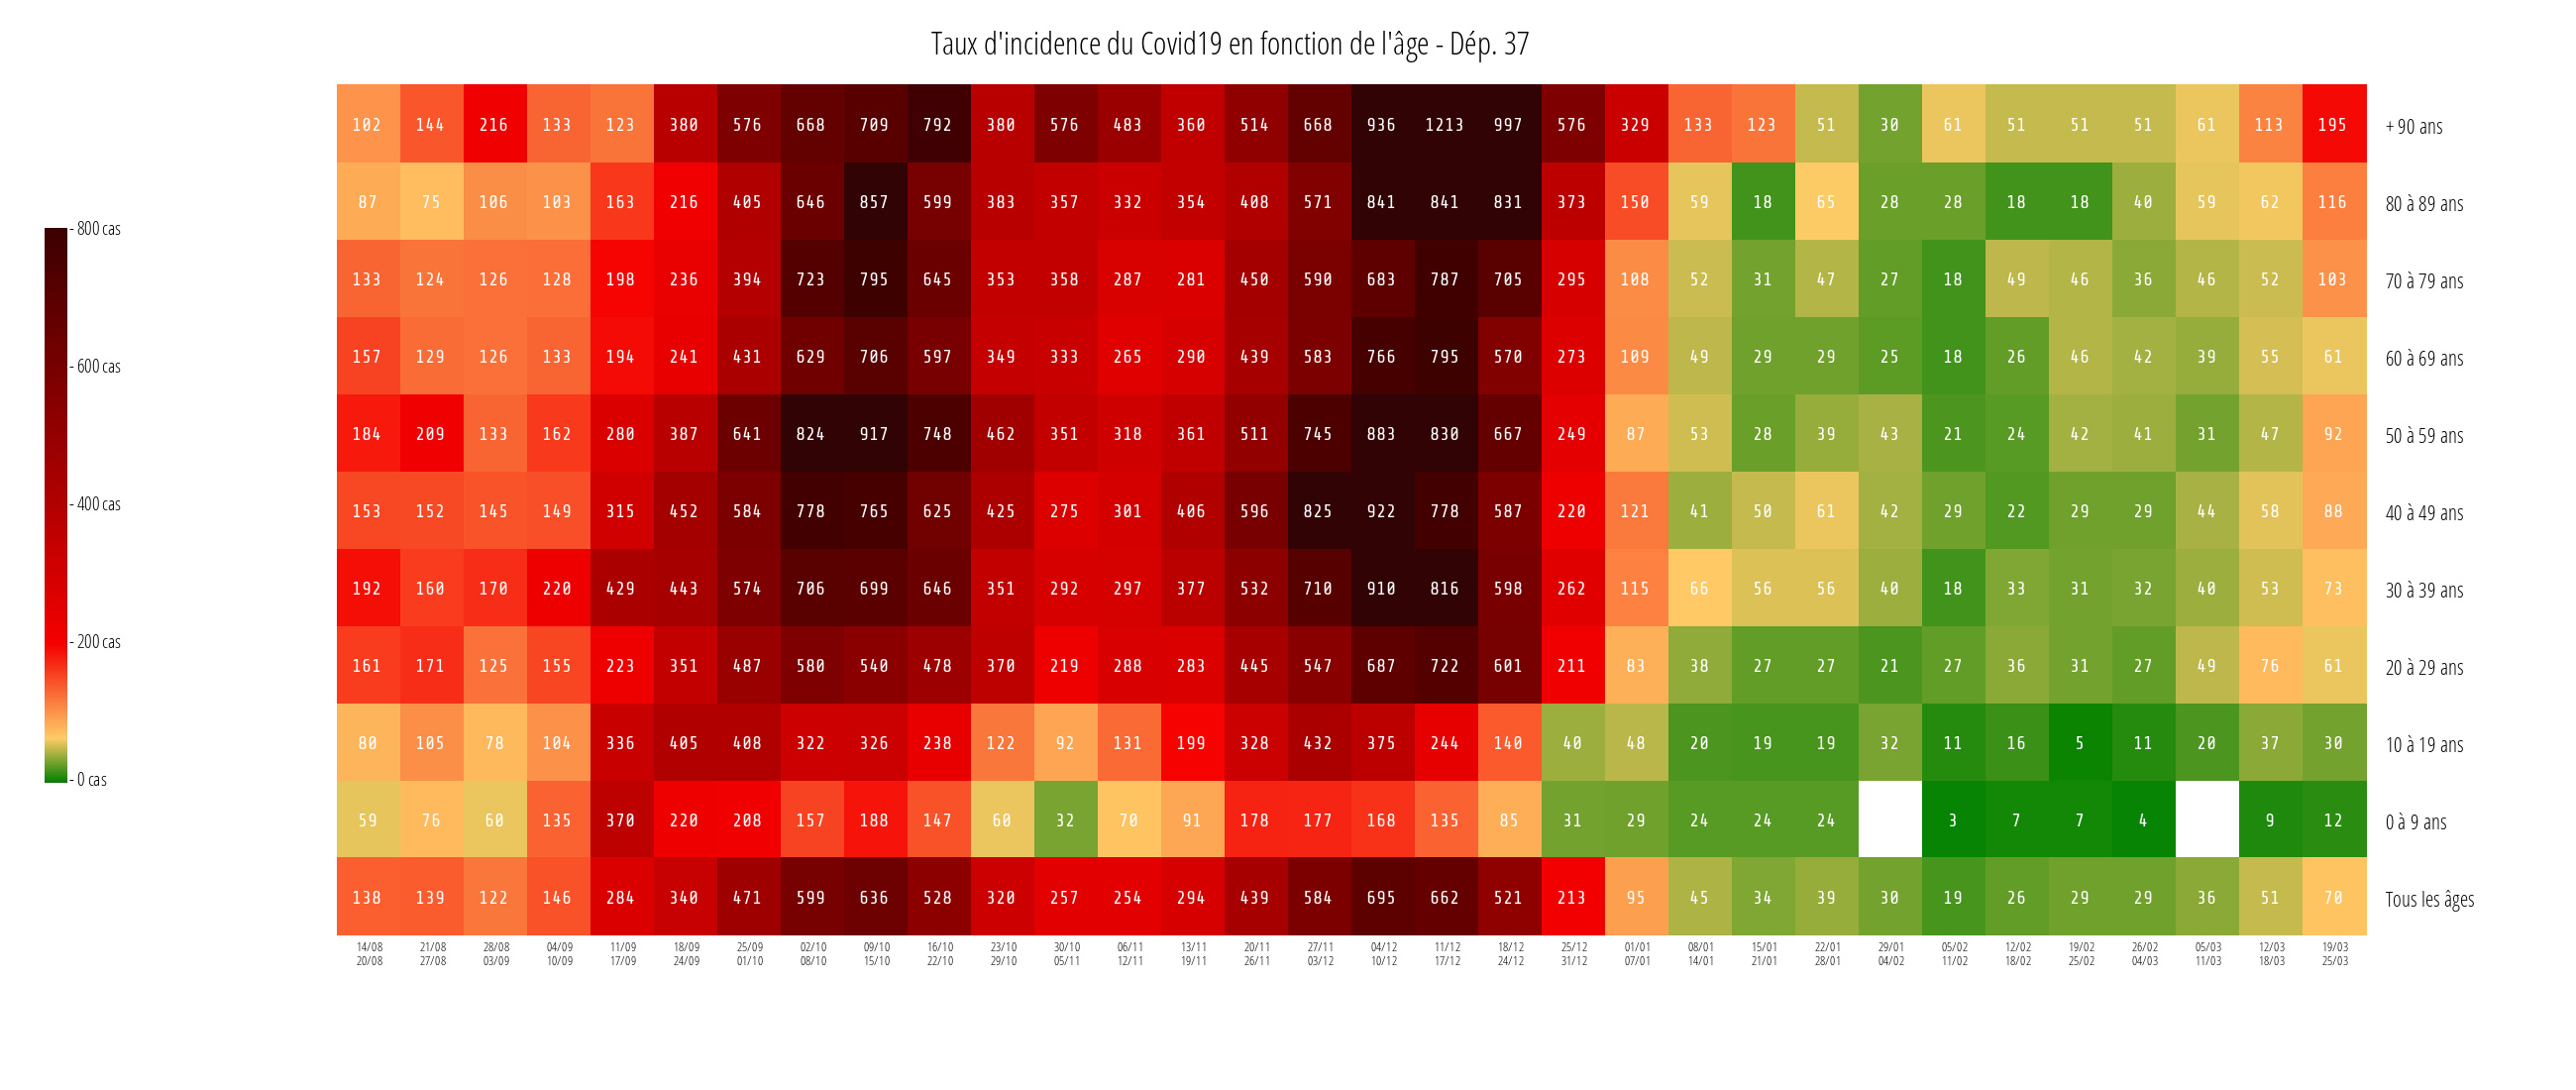 Taux d'incidence du Covid19 en fonction de l'âge - Dép. 37
102 144 216 133 123 380 576 668 709 792 380 576 483 360 514 668 936 1213 997 576 329 133 123 51 30 61 51 51 51 61 113 195 + 90 ans
87 75 106 103 163 216 405 646 857 599 383 357 332 354 408 571 841 841 831 373 150 59 18 65 28 28 18 18 40 59 62 116 80 à 89 ans
- 800 cas
133 124 126 128 198 236 394 723 795 645 353 358 287 281 450 590 683 787 705 295 108 52 31 47 27 18 49 46 36 46 52 103 70 à 79 ans
157 129 126 133 194 241 431 629 706 597 349 333 265 290 439 583 766 795 570 273 109 49 29 29 25 18 26 46 42 39 55 61 60 à 69 ans
- 600 cas
184 209 133 162 280 387 641 824 917 748 462 351 318 361 511 745 883 830 667 249 87 53 28 39 43 21 24 42 41 31 47 92 50 à 59 ans
- 400 cas
153 152 145 149 315 452 584 778 765 625 425 275 301 406 596 825 922 778 587 220 121 41 50 61 42 29 22 29 29 44 58 88 40 à 49 ans
192 160 170 220 429 443 574 706 699 646 351 292 297 377 532 710 910 816 598 262 115 66 56 56 40 18 33 31 32 40 53 73 30 à 39 ans
- 200 cas
161 171 125 155 223 351 487 580 540 478 370 219 288 283 445 547 687 722 601 211 83 38 27 27 21 27 36 31 27 49 76 61 20 à 29 ans
80 105 78 104 336 405 408 322 326 238 122 92 131 199 328 432 375 244 140 40 48 20 19 19 32 11 16 5 11 20 37 30 10 à 19 ans
- 0 cas
59 76 60 135 370 220 208 157 188 147 60 32 70 91 178 177 168 135 85 31 29 24 24 24 3 7 7 4 9 12 0 à 9 ans
138 139 122 146 284 340 471 599 636 528 320 257 254 294 439 584 695 662 521 213 95 45 34 39 30 19 26 29 29 36 51 70 Tous les âges
14/08 21/08 28/08 04/09 11/09 18/09 25/09 02/10 09/10 16/10 23/10 30/10 06/11 13/11 20/11 27/11 04/12 11/12 18/12 25/12 01/01 08/01 15/01 22/01 29/01 05/02 12/02 19/02 26/02 05/03 12/03 19/03
20/08 27/08 03/09 10/09 17/09 24/09 01/10 08/10 15/10 22/10 29/10 05/11 12/11 19/11 26/11 03/12 10/12 17/12 24/12 31/12 07/01 14/01 21/01 28/01 04/02 11/02 18/02 25/02 04/03 11/03 18/03 25/03